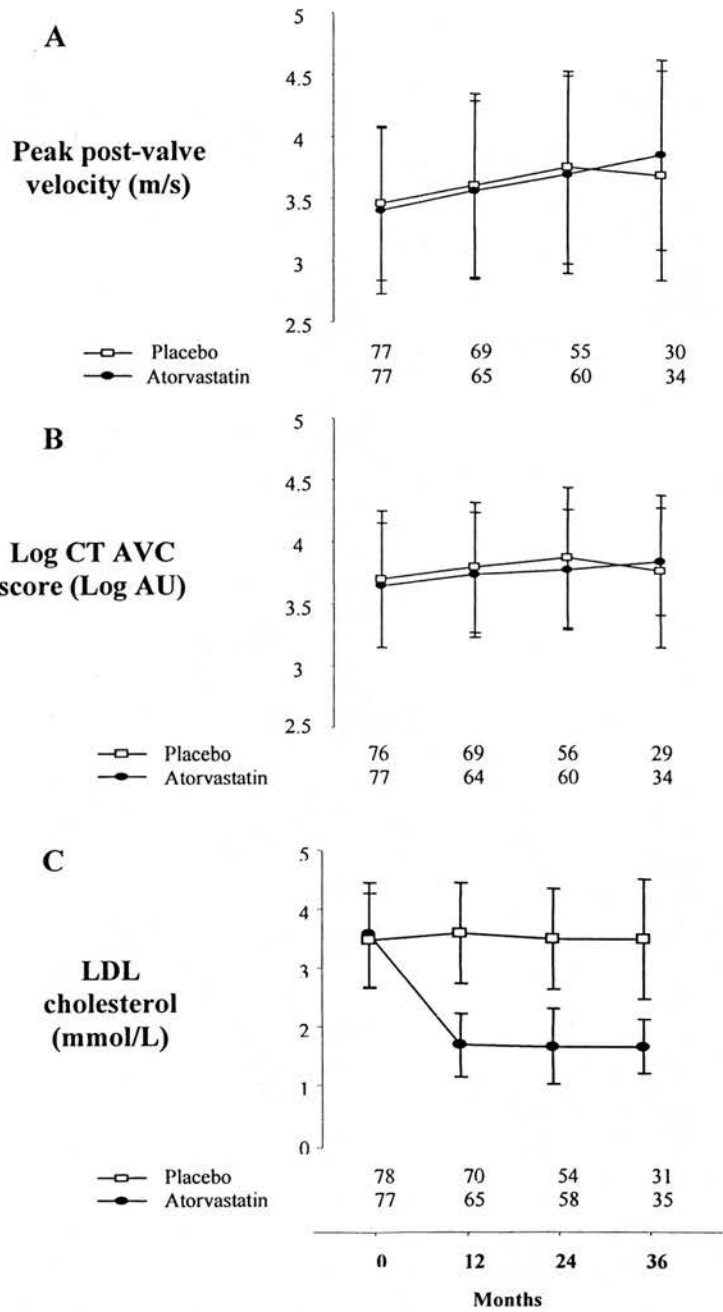 A
Peak post-valve
velocity (m/s)
5
4.5
4
3.5
3
2.5
Placebo 77 69 55 30
Atorvastatin 77 65 60 34
B
Log CT AVC
score (Log AU)
5
4.5
4
3.5
3
2.5
Placebo 76 69 56 29
Atorvastatin 77 64 60 34
C
LDL
cholesterol
(mmol/L)
5
4
3
2
1
0
Placebo 78 70 54 31
Atorvastatin 77 65 58 35
0 12 24 36
Months